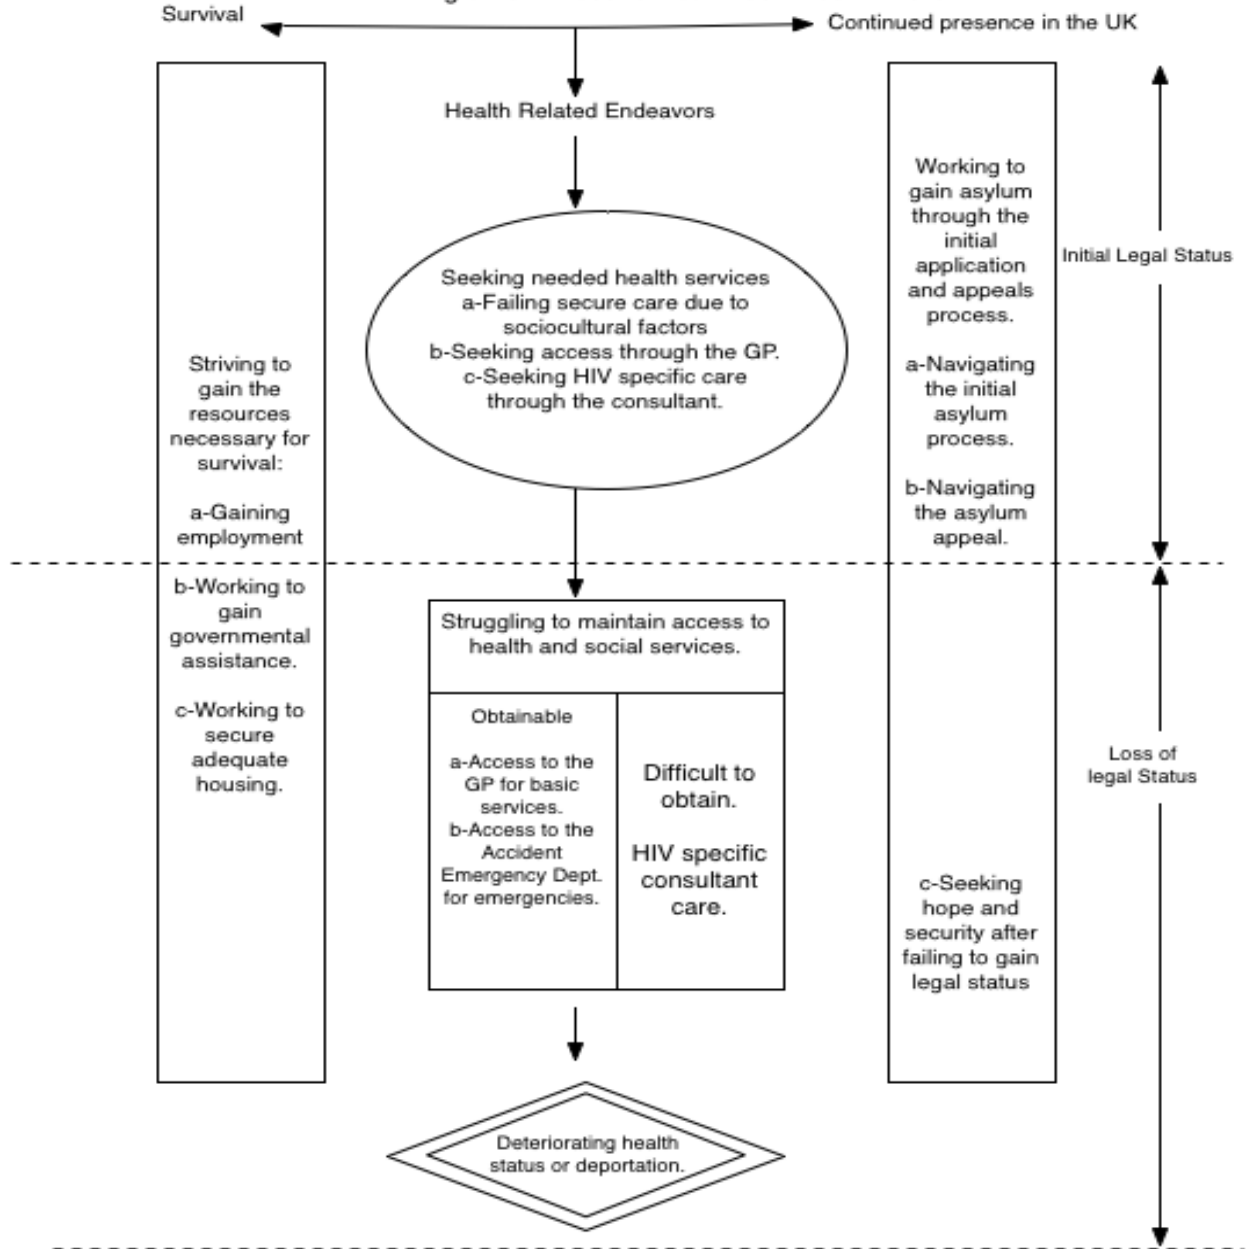 Survival
Continued presence in the UK
Health Related Endeavors
Seeking needed health services
a-Failing secure care due to
sociocultural factors
b-Seeking access through the GP.
c-Seeking HIV specific care
through the consultant.
Striving to
gain the
resources
necessary for
survival:
a-Gaining
employment
b-Working to
gain
governmental
assistance.
c-Working to
secure
adequate
housing.
Working to
gain asylum
through the
initial
application
and appeals
process.
a-Navigating
the initial
asylum
process.
b-Navigating
the asylum
appeal.
c-Seeking
hope and
security after
failing to gain
legal status
Initial Legal Status
Loss of
legal Status
Struggling to maintain access to
health and social services.
Obtainable
a-Access to the
GP for basic
services.
b-Access to the
Accident
Emergency Dept.
for emergencies.
Difficult to
obtain.
HIV specific
consultant
care.
Deteriorating health
status or deportation.